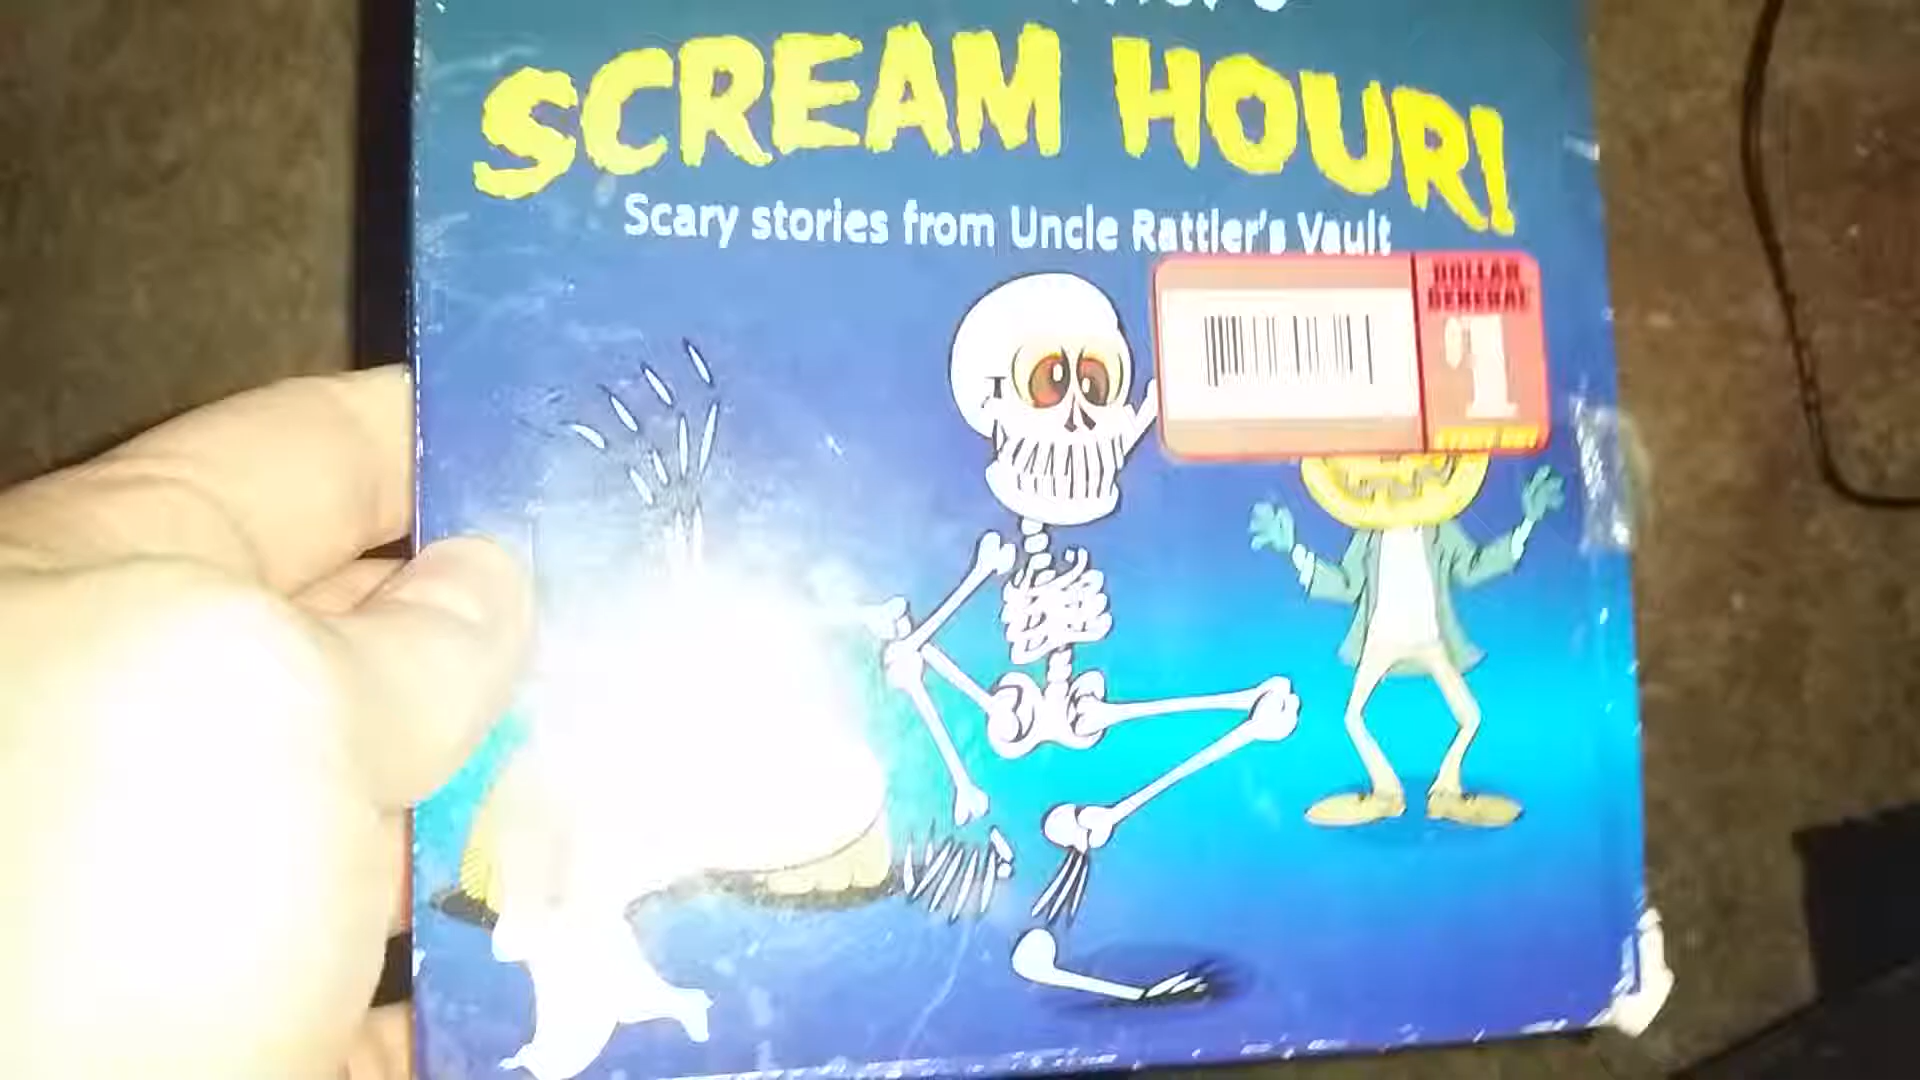 SCREAM HOUR!
Scary stories from Uncle Rattler's Vault
DOLLAR
GENERAL
$1